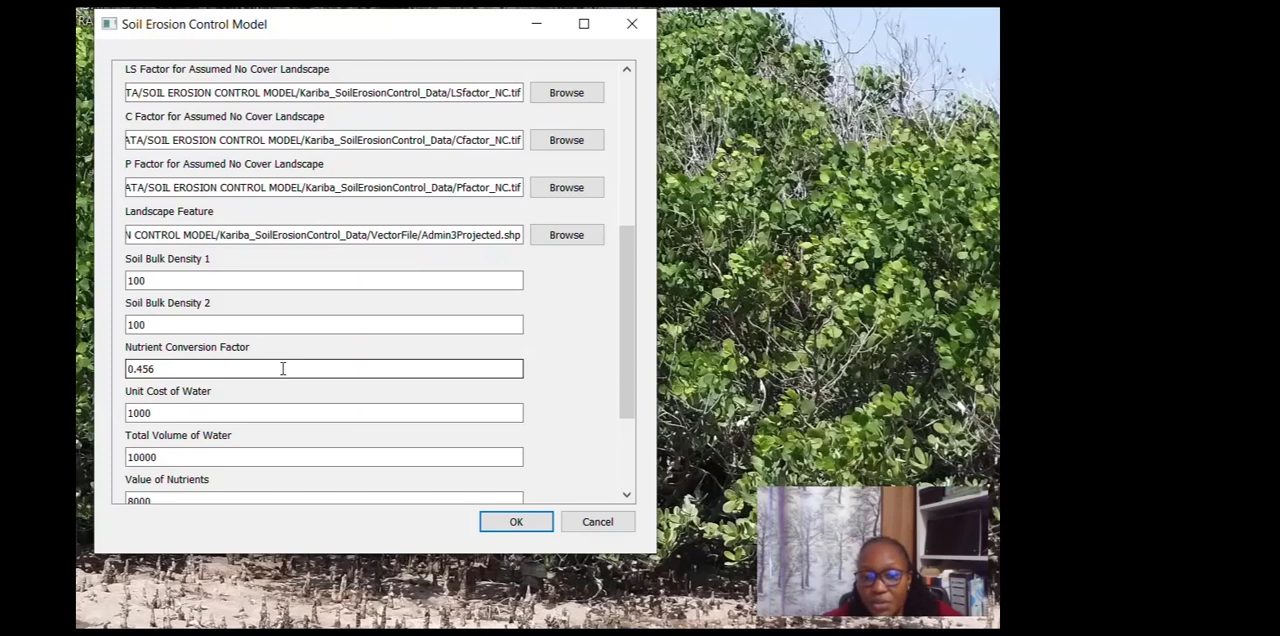 Soil Erosion Control Model
LS Factor for Assumed No Cover Landscape
TA/SOIL EROSION CONTROL MODEL/Kariba_SoilErosionControl_Data/LSfactor_NC.tif
Browse
C Factor for Assumed No Cover Landscape
ATA/SOIL EROSION CONTROL MODEL/Kariba_SoilErosionControl_Data/Cfactor_NC.tif
Browse
P Factor for Assumed No Cover Landscape
ATA/SOIL EROSION CONTROL MODEL/Kariba_SoilErosionControl_Data/Pfactor_NC.tif
Browse
Landscape Feature
N CONTROL MODEL/Kariba_SoilErosionControl_Data/VectorFile/Admin3Projected.shp
Browse
Soil Bulk Density 1
100
Soil Bulk Density 2
100
Nutrient Conversion Factor
0.456
Unit Cost of Water
1000
Total Volume of Water
10000
Value of Nutrients
8000
OK
Cancel